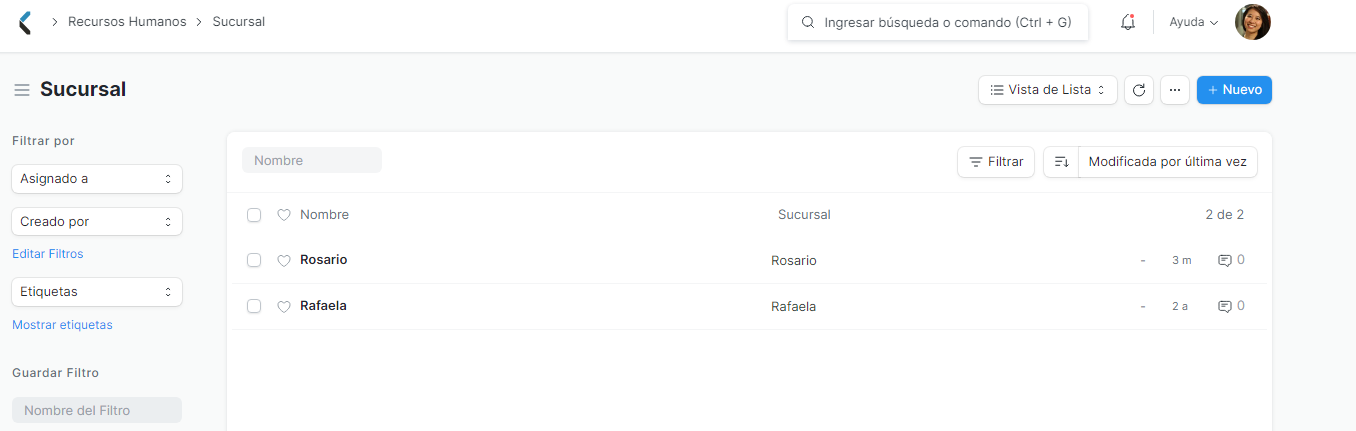 Recursos Humanos Sucursal
Ingresar búsqueda o comando (Ctrl + G)
Ayuda
Sucursal
Vista de Lista
Nuevo
Filtrar por
Asignado a
Creado por
Editar Filtros
Etiquetas
Mostrar etiquetas
Guardar Filtro
Nombre del Filtro
Nombre
Filtrar
Modificada por última vez
Nombre Sucursal 2 de 2
Rosario Rosario - 3 m 0
Rafaela Rafaela - 2 a 0